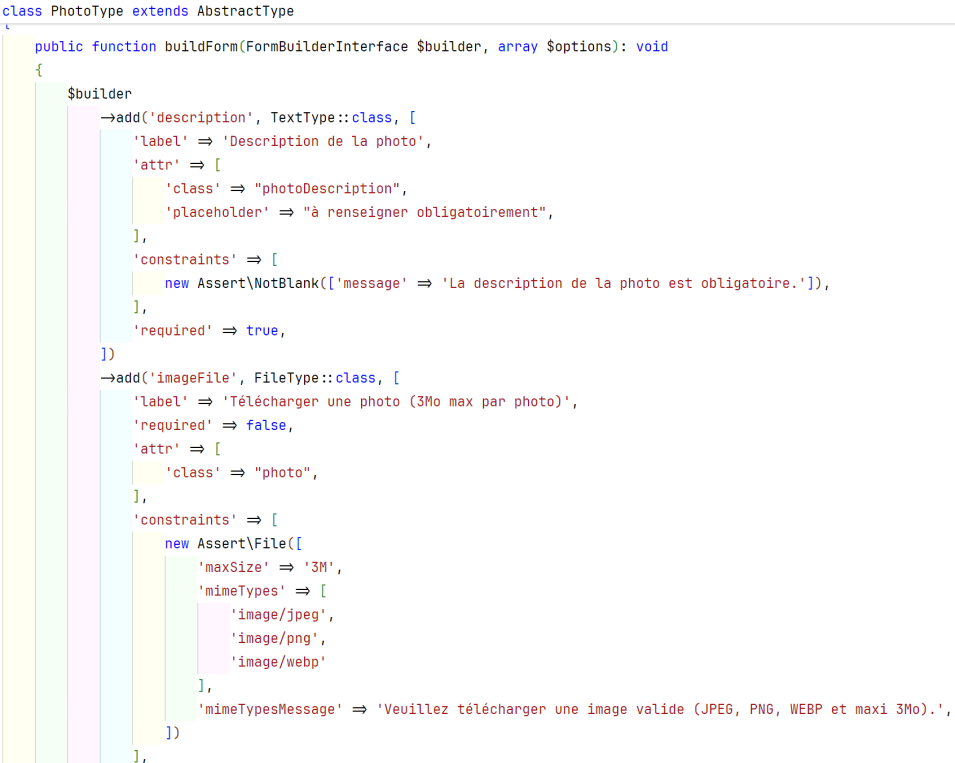 class PhotoType extends AbstractType
{
    public function buildForm(FormBuilderInterface $builder, array $options): void
    {
        $builder
            ->add('description', TextType::class, [
                'label' => 'Description de la photo',
                'attr' => [
                    'class' => "photoDescription",
                    'placeholder' => "à renseigner obligatoirement",
                ],
                'constraints' => [
                    new Assert\NotBlank(['message' => 'La description de la photo est obligatoire.']),
                ],
                'required' => true,
            ])
            ->add('imageFile', FileType::class, [
                'label' => 'Télécharger une photo (3Mo max par photo)',
                'required' => false,
                'attr' => [
                    'class' => "photo",
                ],
                'constraints' => [
                    new Assert\File([
                        'maxSize' => '3M',
                        'mimeTypes' => [
                            'image/jpeg',
                            'image/png',
                            'image/webp'
                        ],
                        'mimeTypesMessage' => 'Veuillez télécharger une image valide (JPEG, PNG, WEBP et maxi 3Mo).',
                    ])
                ],